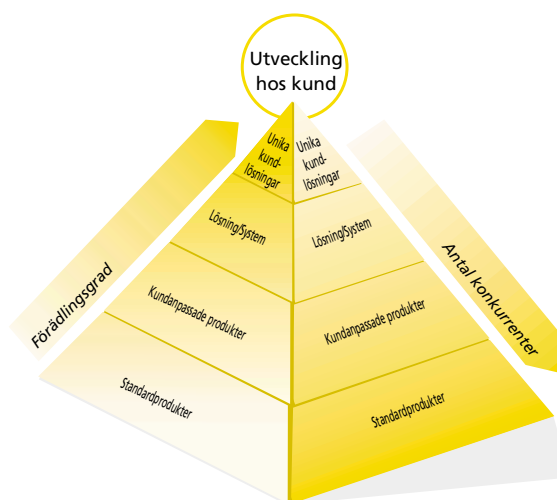 Utveckling
hos kund
Unika
kund-
lösningar
Unika
kund-
lösningar
Lösning/System
Lösning/System
Kundanpassade produkter
Kundanpassade produkter
Standardprodukter
Standardprodukter
Förädlingsgrad
Antal konkurrenter